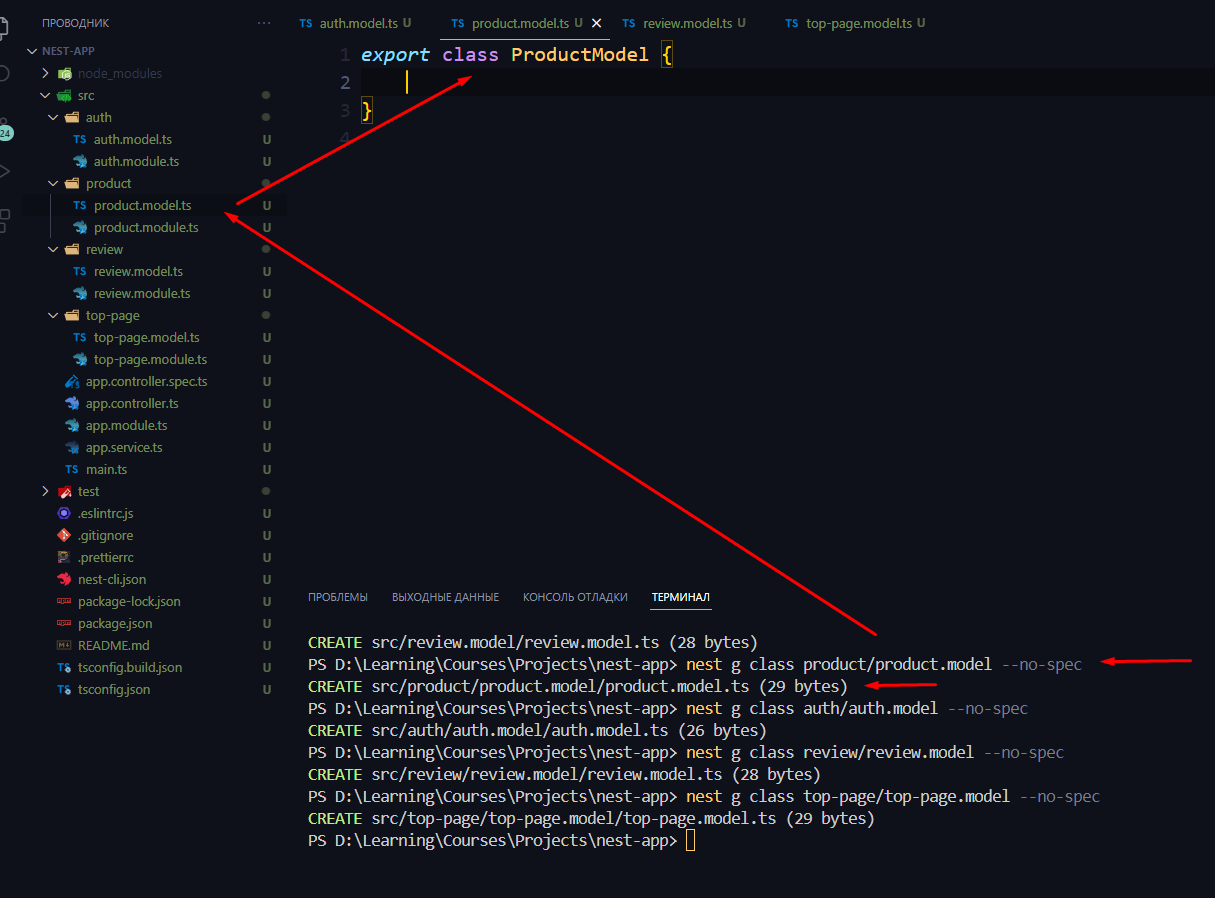 ПРОВОДНИК ...
NEST-APP
node_modules
src
auth
TS auth.model.ts U
auth.module.ts U
product
TS product.model.ts U
product.module.ts U
review
TS review.model.ts U
review.module.ts U
top-page
TS top-page.model.ts U
top-page.module.ts U
app.controller.spec.ts U
app.controller.ts U
app.module.ts U
app.service.ts U
TS main.ts U
test
.eslintrc.js U
.gitignore U
.prettierrc U
nest-cli.json U
package-lock.json U
package.json U
README.md U
TS tsconfig.build.json U
TS tsconfig.json U
24
TS auth.model.ts U TS product.model.ts U TS review.model.ts U TS top-page.model.ts U
1 export class ProductModel {
2
3 }
4
ПРОБЛЕМЫ ВЫХОДНЫЕ ДАННЫЕ КОНСОЛЬ ОТЛАДКИ ТЕРМИНАЛ
CREATE src/review.model/review.model.ts (28 bytes)
PS D:\Learning\Courses\Projects\nest-app> nest g class product/product.model --no-spec
CREATE src/product/product.model/product.model.ts (29 bytes)
PS D:\Learning\Courses\Projects\nest-app> nest g class auth/auth.model --no-spec
CREATE src/auth/auth.model/auth.model.ts (26 bytes)
PS D:\Learning\Courses\Projects\nest-app> nest g class review/review.model --no-spec
CREATE src/review/review.model/review.model.ts (28 bytes)
PS D:\Learning\Courses\Projects\nest-app> nest g class top-page/top-page.model --no-spec
CREATE src/top-page/top-page.model/top-page.model.ts (29 bytes)
PS D:\Learning\Courses\Projects\nest-app>